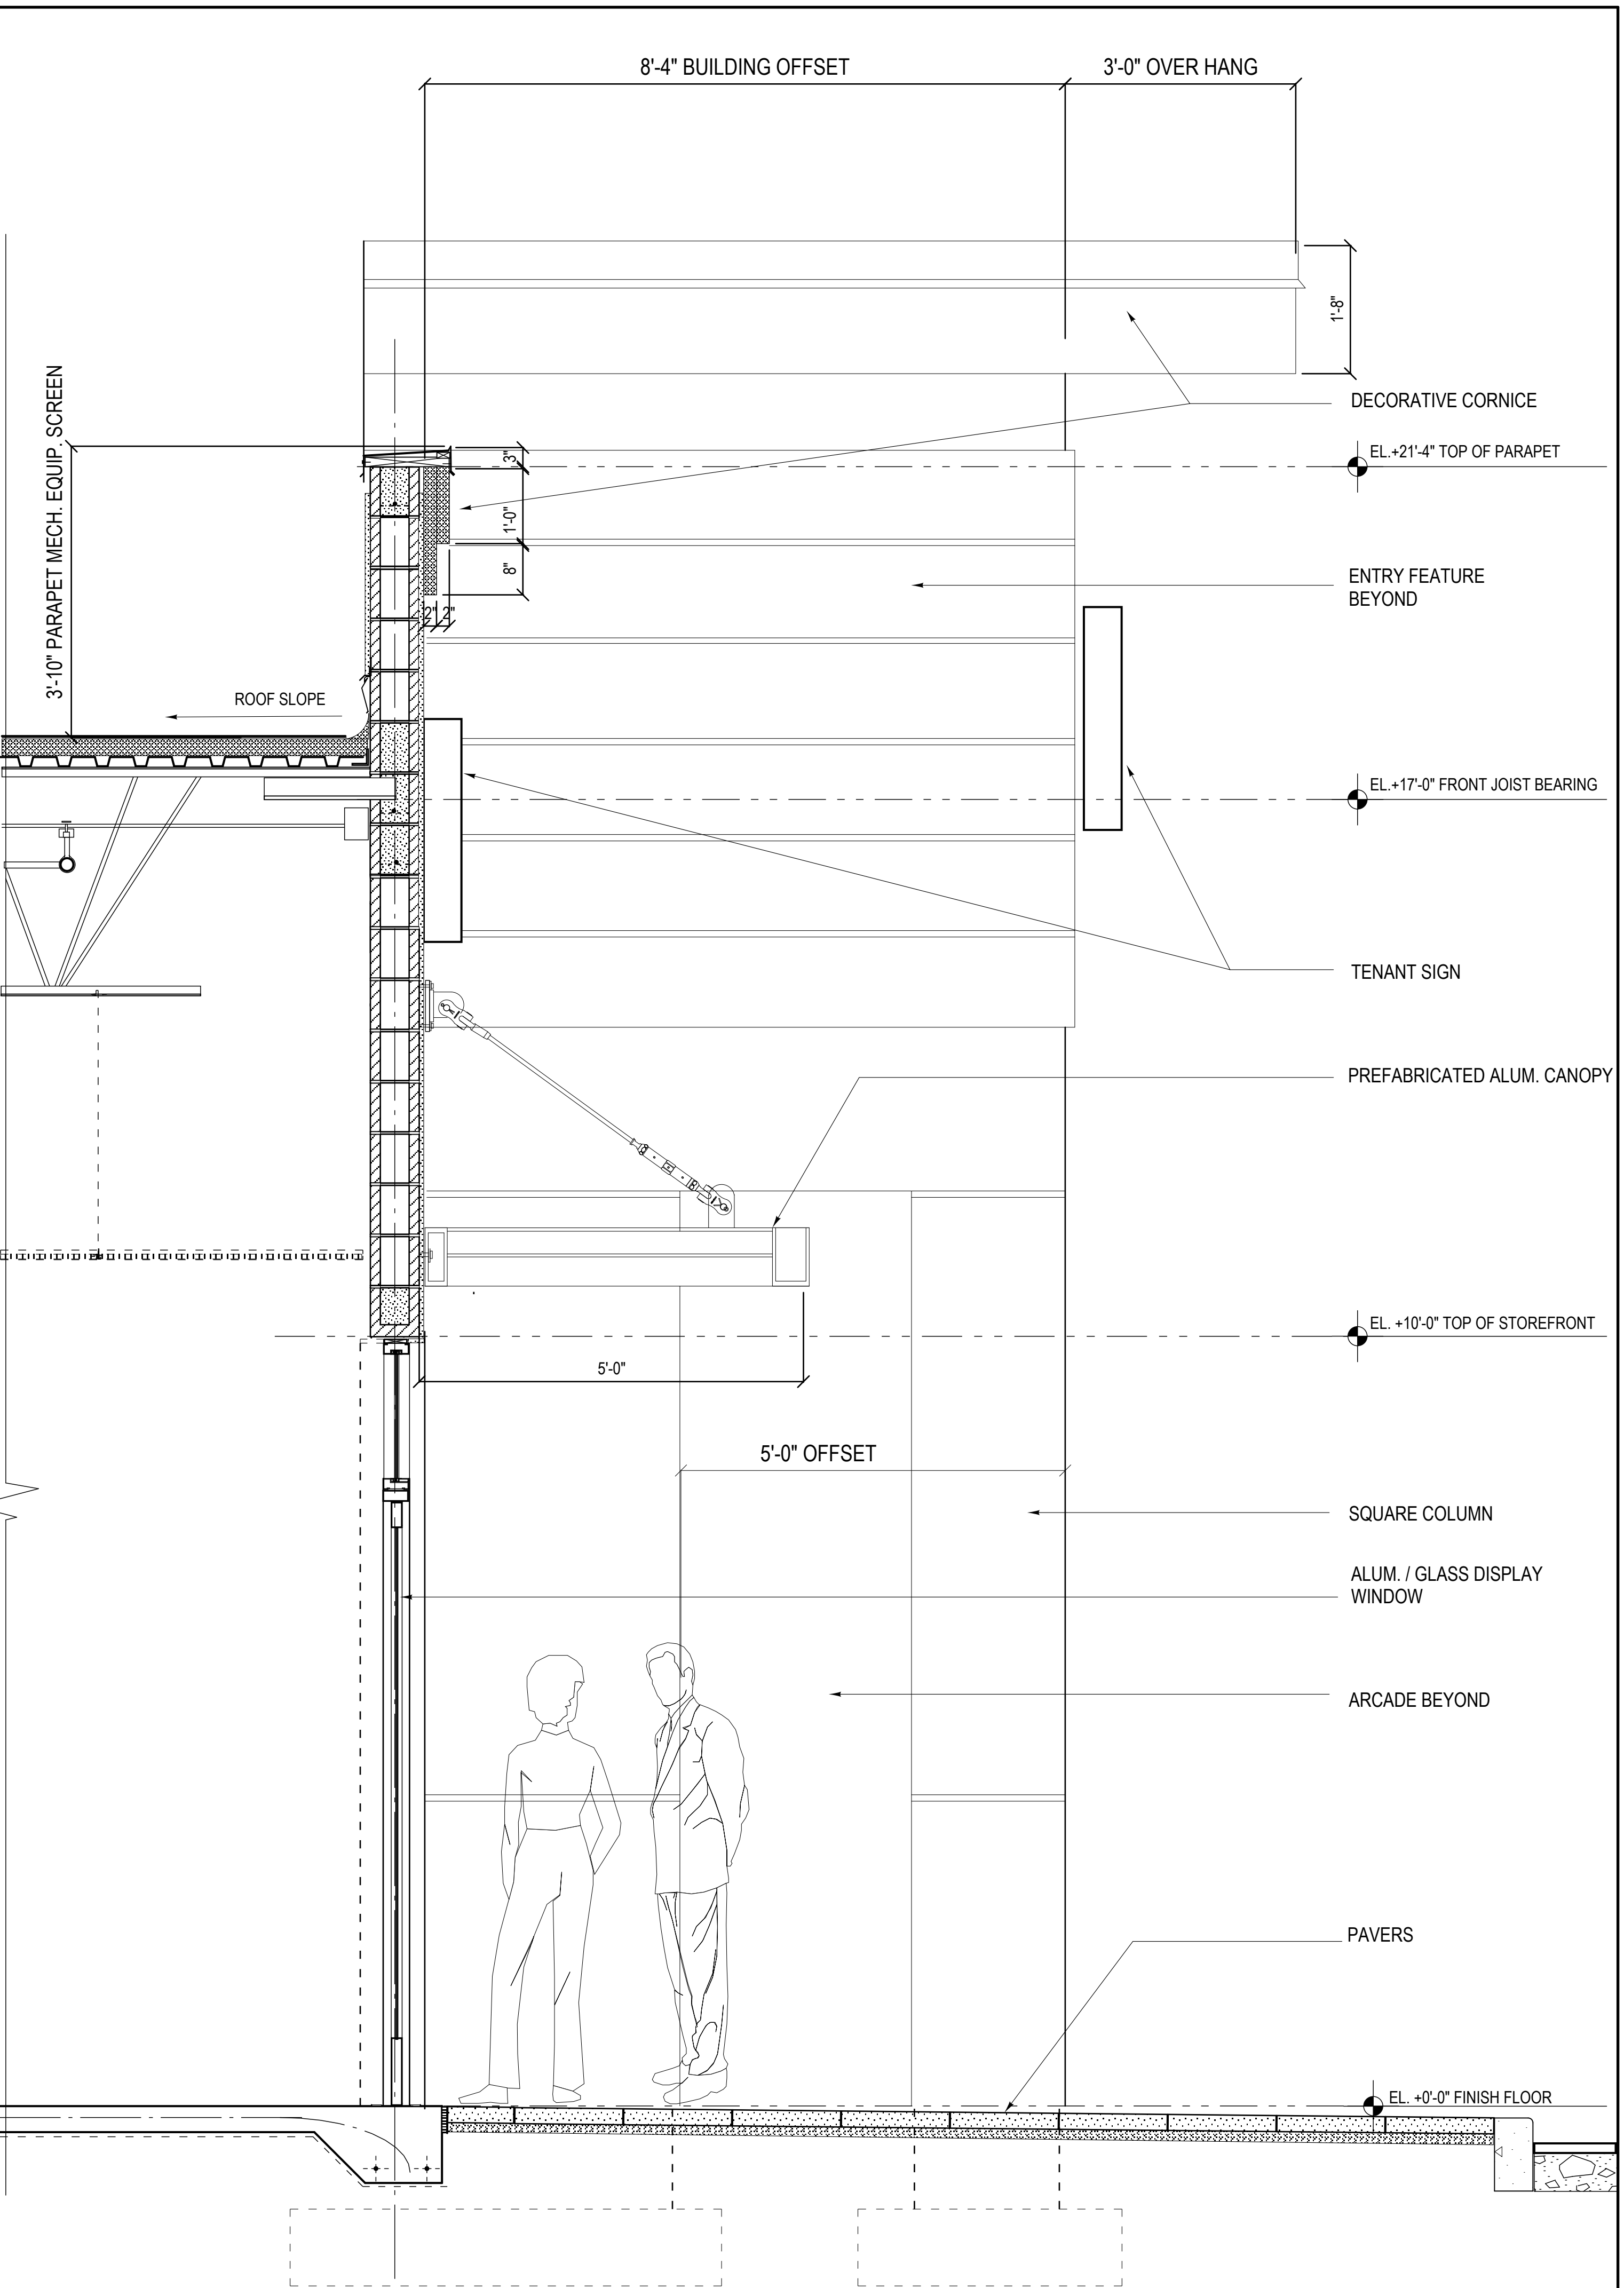 8'-4" BUILDING OFFSET
3'-0" OVER HANG
1'-8"
3'-10" PARAPET MECH. EQUIP. SCREEN
DECORATIVE CORNICE
EL.+21'-4" TOP OF PARAPET
3"
1'-0"
8"
2"
2"
ENTRY FEATURE
BEYOND
ROOF SLOPE
EL.+17'-0" FRONT JOIST BEARING
TENANT SIGN
PREFABRICATED ALUM. CANOPY
EL. +10'-0" TOP OF STOREFRONT
5'-0"
5'-0" OFFSET
SQUARE COLUMN
ALUM. / GLASS DISPLAY
WINDOW
ARCADE BEYOND
PAVERS
EL. +0'-0" FINISH FLOOR